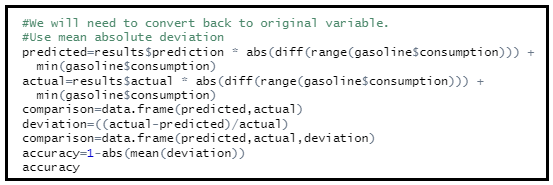 #We will need to convert back to original variable.
#Use mean absolute deviation
predicted=results$prediction * abs(diff(range(gasoline$consumption))) +
  min(gasoline$consumption)
actual=results$actual * abs(diff(range(gasoline$consumption))) +
  min(gasoline$consumption)
comparison=data.frame(predicted,actual)
deviation=((actual-predicted)/actual)
comparison=data.frame(predicted,actual,deviation)
accuracy=1-abs(mean(deviation))
accuracy